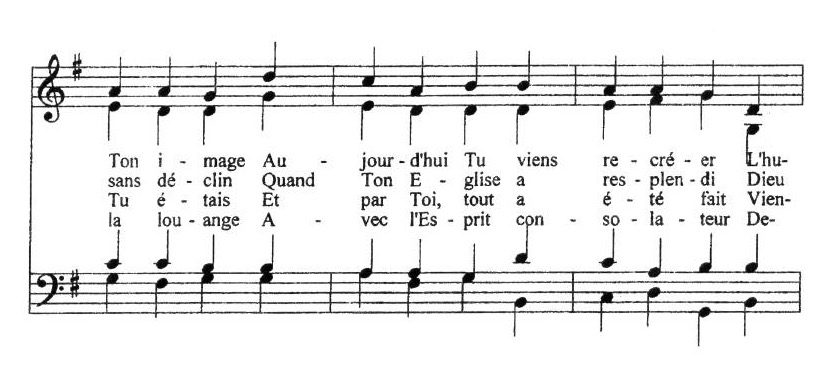 Ton i - mage Au - jour - d'hui Tu viens re - cré - er L'hu-
sans dé - clin Quand Ton E - glise a res - plen - di Dieu
Tu é - tais Et par Toi, tout a é - té fait Vien-
la lou - ange A - vec l'Es - prit con - so - la - teur De-